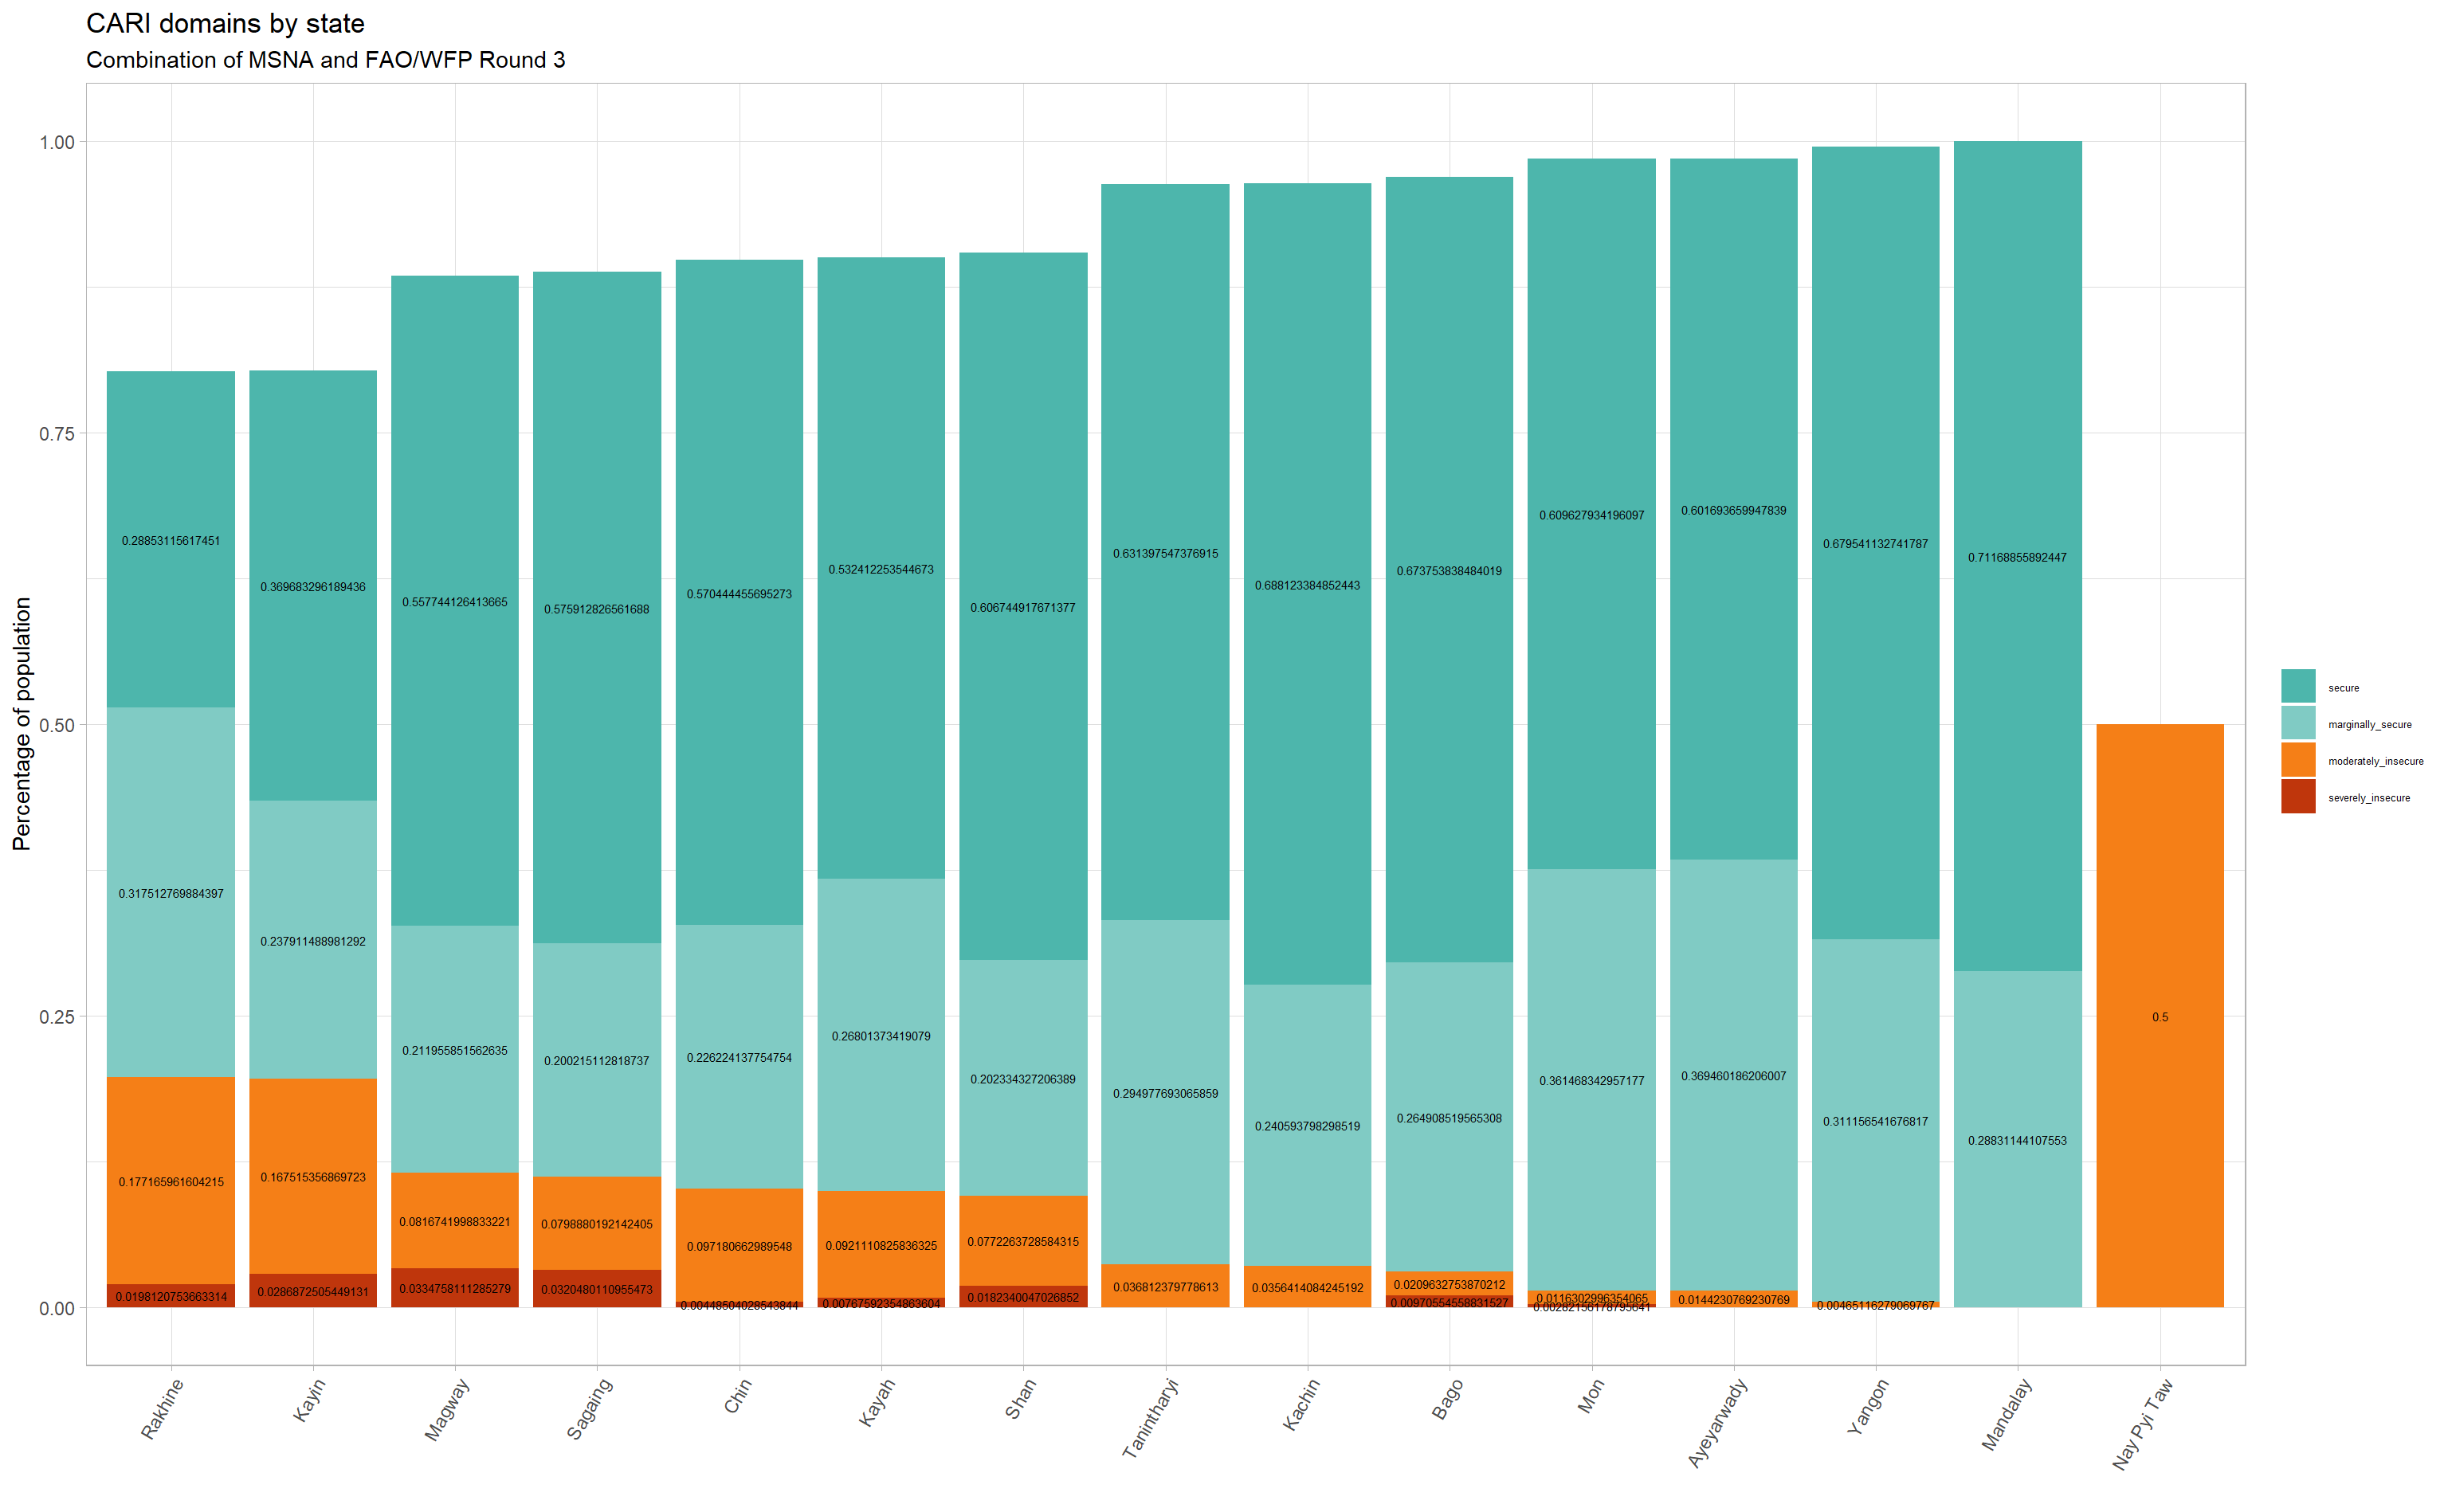 CARI domains by state
Combination of MSNA and FAO/WFP Round 3
Percentage of population
1.00
0.75
0.50
0.25
0.00
0.28853115617451
0.317512769884397
0.177165961604215
0.0198120753663314
0.369683296189436
0.237911488981292
0.167515356869723
0.0286872505449131
0.557744126413665
0.211955851562635
0.0816741998833221
0.0334758111285279
0.575912826561688
0.200215112818737
0.0798880192142405
0.0320480110955473
0.570444455695273
0.226224137754754
0.097180662989548
0.00448504028543844
0.532412253544673
0.26801373419079
0.0921110825836325
0.00767592354863604
0.606744917671377
0.202334327206389
0.0772263728584315
0.0182340047026852
0.631397547376915
0.294977693065859
0.036812379778613
0.688123384852443
0.240593798298519
0.0356414084245192
0.673753838484019
0.264908519565308
0.0209632753870212
0.00970554558831527
0.609627934196097
0.361468342957177
0.0116302996354065
0.00282156178795641
0.601693659947839
0.369460186206007
0.0144230769230769
0.679541132741787
0.311156541676817
0.00465116279069767
0.71168855892447
0.28831144107553
0.5
Rakhine
Kayin
Magway
Sagaing
Chin
Kayah
Shan
Tanintharyi
Kachin
Bago
Mon
Ayeyarwady
Yangon
Mandalay
Nay Pyi Taw
secure
marginally_secure
moderately_insecure
severely_insecure